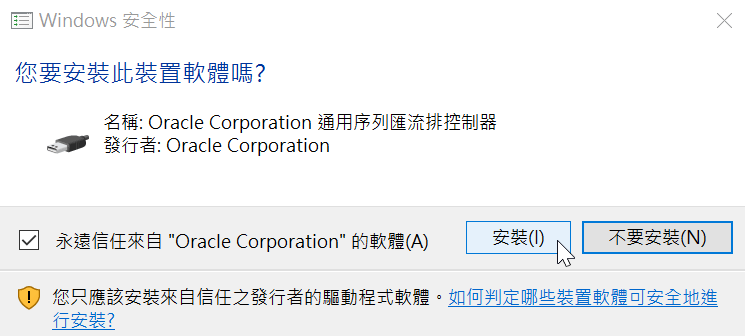 Windows 安全性
您要安裝此裝置軟體嗎?
名稱: Oracle Corporation 通用序列匯流排控制器
發行者: Oracle Corporation
永遠信任來自 "Oracle Corporation" 的軟體(A)
安裝(I)
不要安裝(N)
您只應該安裝來自信任之發行者的驅動程式軟體。如何判定哪些裝置軟體可安全地進
行安裝?